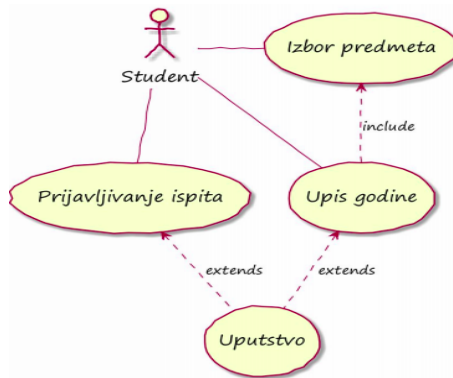 Izbor predmeta
Student
include
Prijavljivanje ispita
Upis godine
extends
extends
Uputstvo